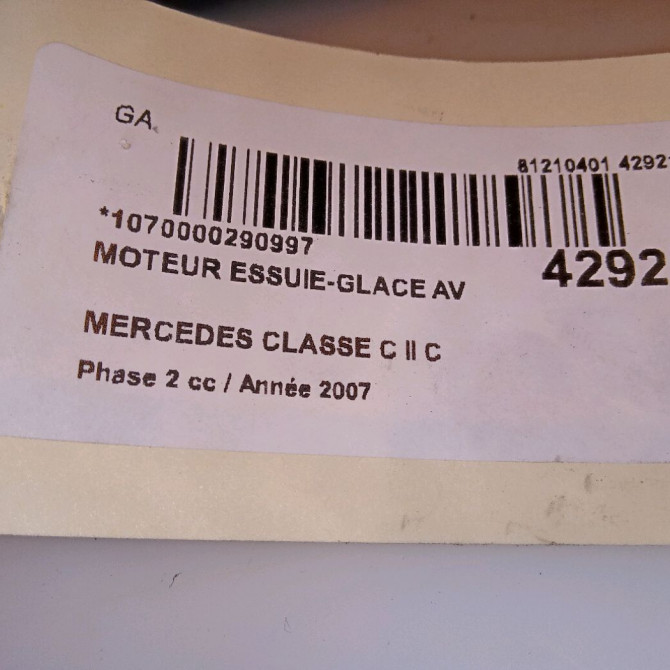 GA
81210401 4292
*1070000290997
4292
MOTEUR ESSUIE-GLACE AV
MERCEDES CLASSE C II C
Phase 2 cc / Année 2007